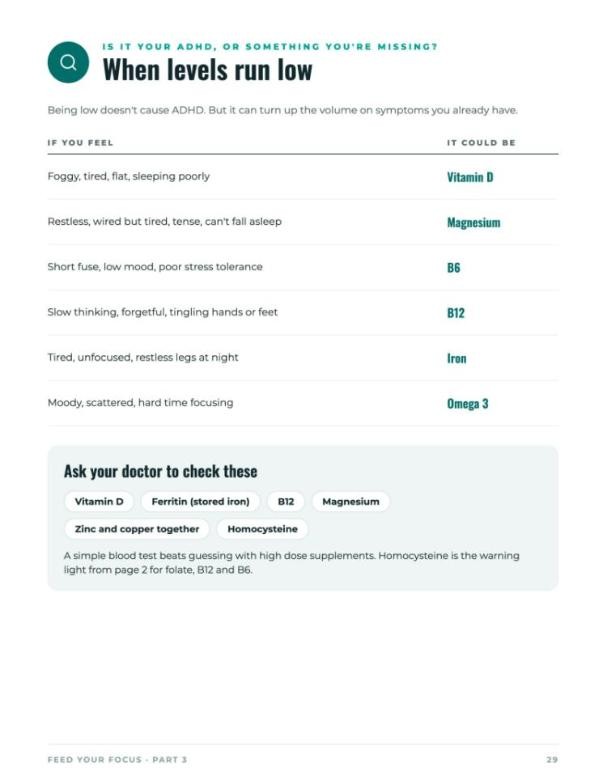 IS IT YOUR ADHD, OR SOMETHING YOU'RE MISSING?
When levels run low
Being low doesn't cause ADHD. But it can turn up the volume on symptoms you already have.
IF YOU FEEL IT COULD BE
Foggy, tired, flat, sleeping poorly Vitamin D
Restless, wired but tired, tense, can't fall asleep Magnesium
Short fuse, low mood, poor stress tolerance B6
Slow thinking, forgetful, tingling hands or feet B12
Tired, unfocused, restless legs at night Iron
Moody, scattered, hard time focusing Omega 3
Ask your doctor to check these
Vitamin D Ferritin (stored iron) B12 Magnesium
Zinc and copper together Homocysteine
A simple blood test beats guessing with high dose supplements. Homocysteine is the warning
light from page 2 for folate, B12 and B6.
FEED YOUR FOCUS - PART 3 29